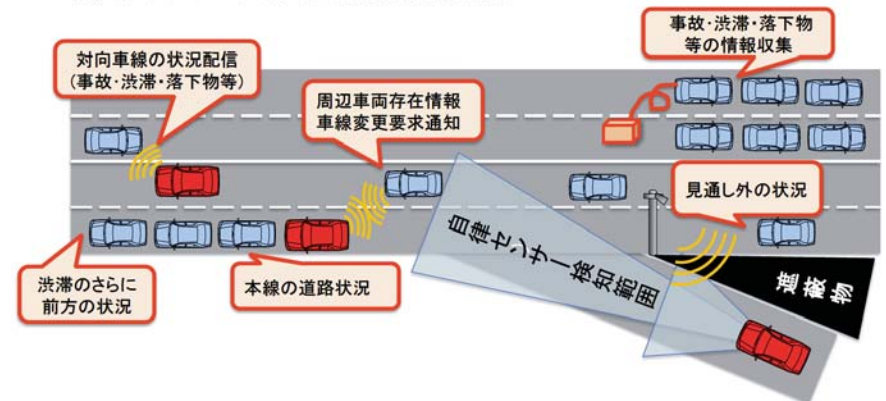 対向車線の状況配信
(事故・渋滞・落下物等)
事故・渋滞・落下物
等の情報収集
周辺車両存在情報
車線変更要求通知
見通し外の状況
自律センサー検知範囲
遮蔽物
渋滞のさらに
前方の状況
本線の道路状況